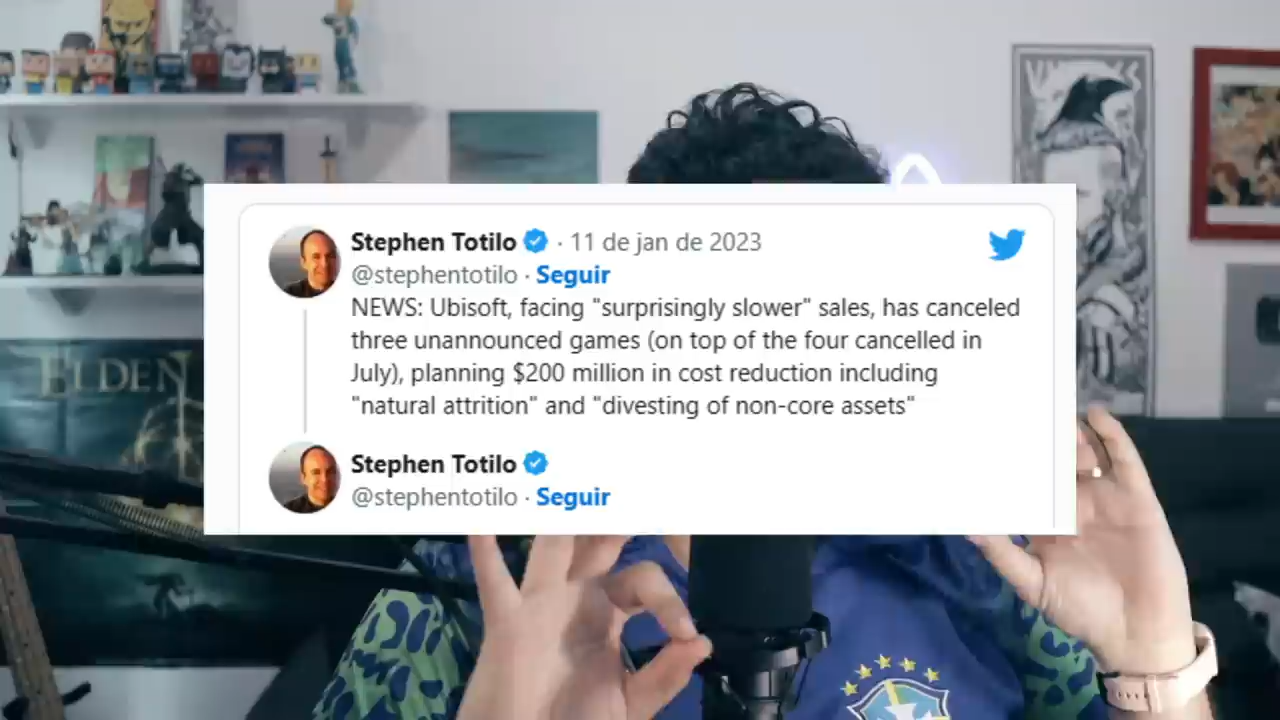 VIKINGS
ELDEN
Stephen Totilo · 11 de jan de 2023
@stephentotilo · Seguir
NEWS: Ubisoft, facing "surprisingly slower" sales, has canceled
three unannounced games (on top of the four cancelled in
July), planning $200 million in cost reduction including
"natural attrition" and "divesting of non-core assets"
Stephen Totilo
@stephentotilo · Seguir